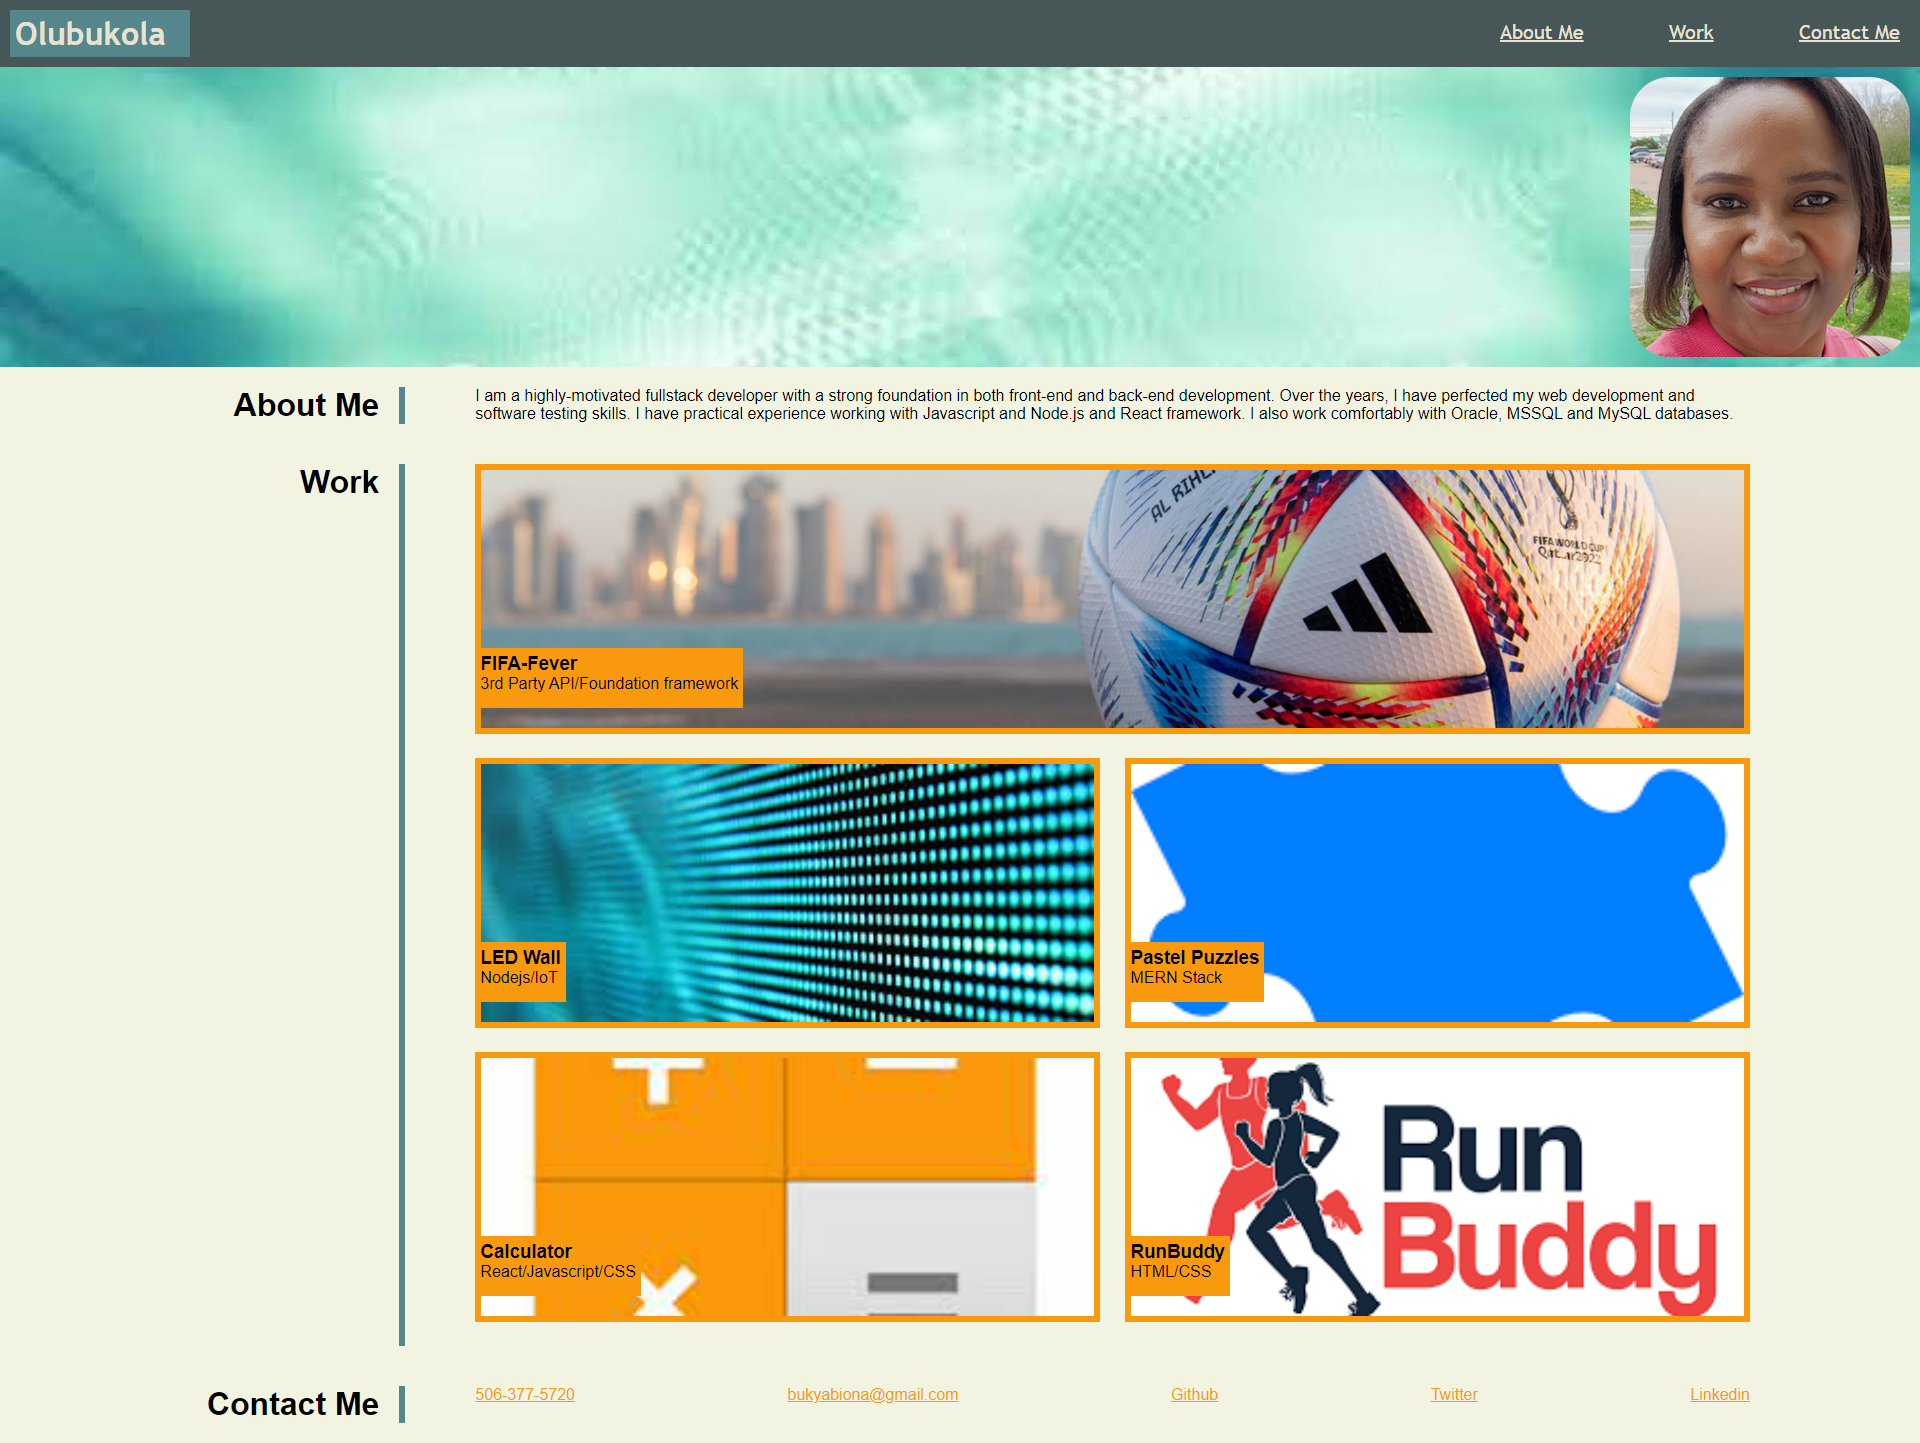 Olubukola
About Me
Work
Contact Me
About Me
I am a highly-motivated fullstack developer with a strong foundation in both front-end and back-end development. Over the years, I have perfected my web development and
software testing skills. I have practical experience working with Javascript and Node.js and React framework. I also work comfortably with Oracle, MSSQL and MySQL databases.
Work
AL RIHL
FIFA WORLD CUP
Qatar2022
FIFA-Fever
3rd Party API/Foundation framework
LED Wall
Nodejs/IoT
Pastel Puzzles
MERN Stack
Calculator
React/Javascript/CSS
Run
Buddy
RunBuddy
HTML/CSS
Contact Me
506-377-5720
bukyabiona@gmail.com
Github
Twitter
Linkedin